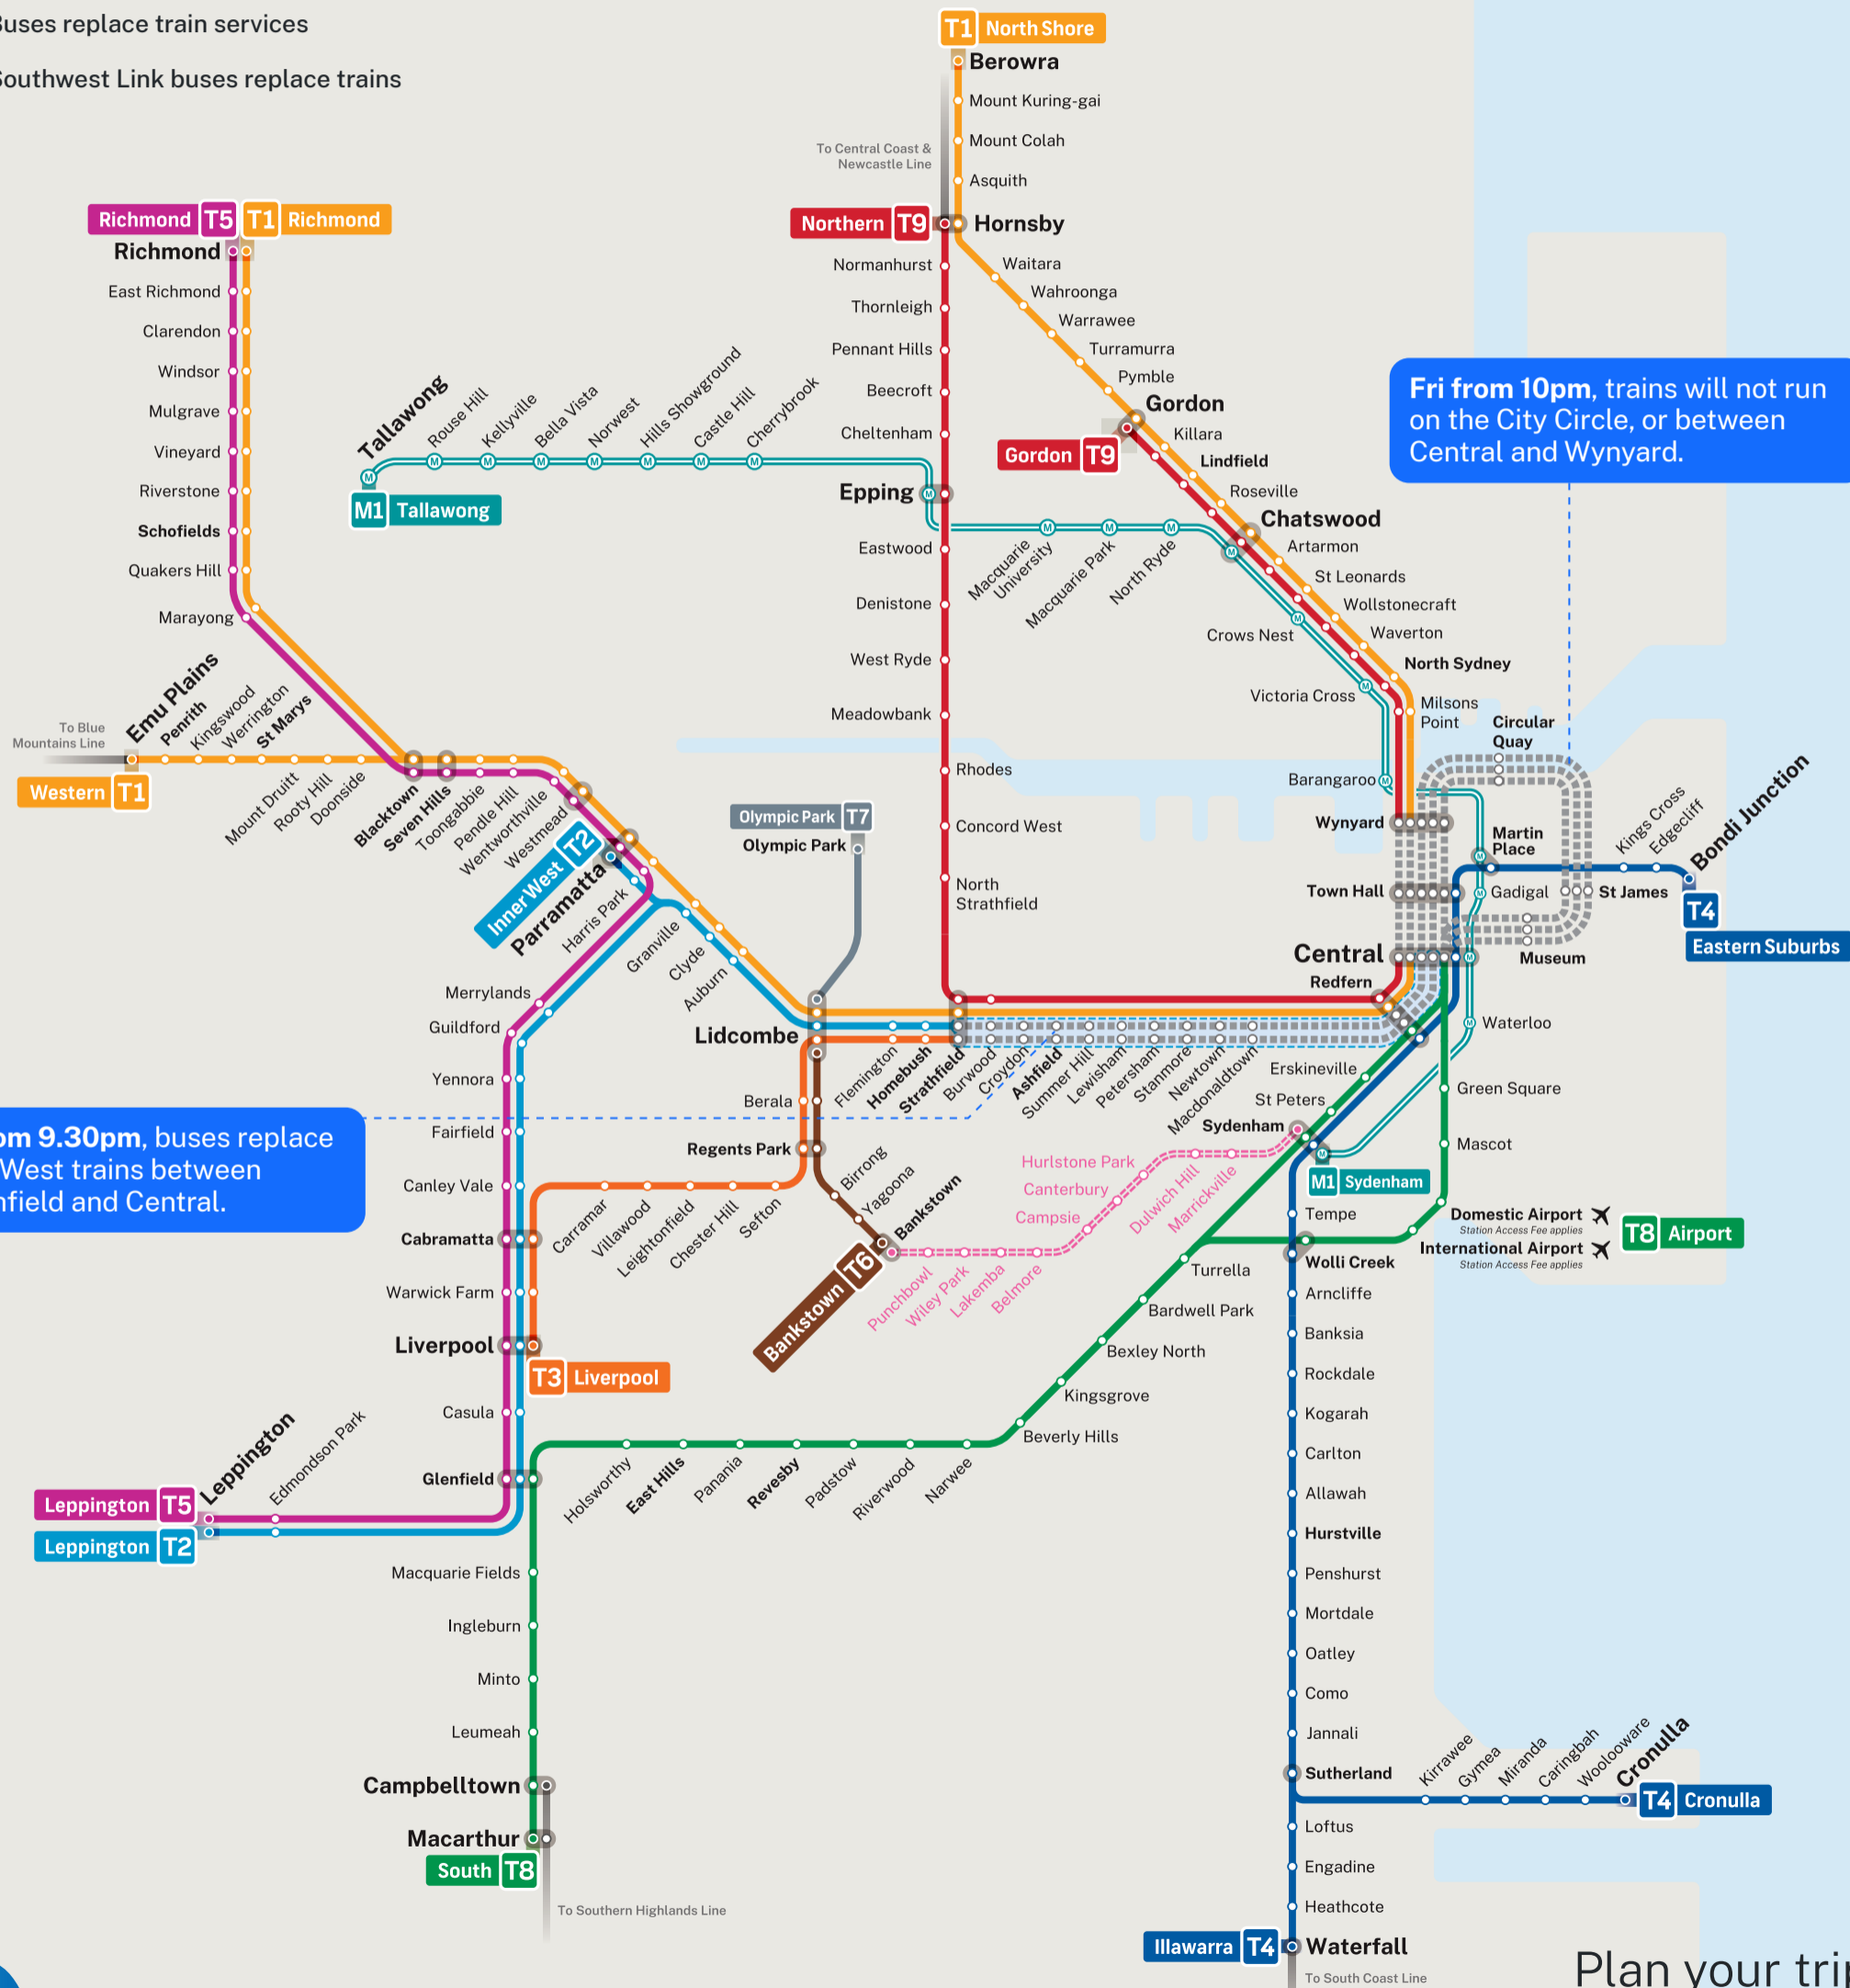 Buses replace train services
Southwest Link buses replace trains
T1 North Shore
Berowra
Mount Kuring-gai
Mount Colah
Asquith
To Central Coast &
Newcastle Line
Northern T9
Hornsby
Richmond T5
T1 Richmond
Richmond
East Richmond
Clarendon
Windsor
Mulgrave
Vineyard
Riverstone
Schofields
Quakers Hill
Marayong
Normanhurst
Thornleigh
Pennant Hills
Beecroft
Cheltenham
Epping
Eastwood
Denistone
West Ryde
Meadowbank
Rhodes
Concord West
North
Strathfield
Waitara
Wahroonga
Warrawee
Turramurra
Pymble
Gordon
Gordon T9
Killara
Lindfield
Roseville
Chatswood
Artarmon
St Leonards
Wollstonecraft
Waverton
North Sydney
Milsons
Point
Fri from 10pm, trains will not run
on the City Circle, or between
Central and Wynyard.
Tallawong
Rouse Hill
Kellyville
Bella Vista
Norwest
Hills Showground
Castle Hill
Cherrybrook
M1 Tallawong
Macquarie
University
Macquarie Park
North Ryde
Crows Nest
Victoria Cross
Barangaroo
To Blue
Mountains Line
Emu Plains
Penrith
Kingswood
Werrington
St Marys
Western T1
Mount Druitt
Rooty Hill
Doonside
Blacktown
Seven Hills
Toongabbie
Pendle Hill
Wentworthville
Westmead
Inner West T2
Parramatta
Harris Park
Granville
Clyde
Auburn
Olympic Park T7
Olympic Park
Circular
Quay
Wynyard
Martin
Place
Town Hall
Gadigal
St James
Kings Cross
Edgecliff
Bondi Junction
T4
Eastern Suburbs
Central
Museum
Redfern
Waterloo
Lidcombe
Flemington
Homebush
Strathfield
Burwood
Croydon
Ashfield
Summer Hill
Lewisham
Petersham
Stanmore
Newtown
Macdonaldtown
Erskineville
St Peters
Sydenham
M1 Sydenham
Green Square
Mascot
Domestic Airport
Station Access Fee applies
International Airport
Station Access Fee applies
T8 Airport
Merrylands
Guildford
Yennora
Fairfield
Canley Vale
Cabramatta
Warwick Farm
Liverpool
T3 Liverpool
Casula
Glenfield
om 9.30pm, buses replace
West trains between
nfield and Central.
Berala
Regents Park
Carramar
Villawood
Leightonfield
Chester Hill
Sefton
Birrong
Yagoona
Bankstown
Bankstown T6
Punchbowl
Wiley Park
Lakemba
Belmore
Campsie
Canterbury
Hurlstone Park
Dulwich Hill
Marrickville
Tempe
Wolli Creek
Turrella
Bardwell Park
Bexley North
Kingsgrove
Beverly Hills
Narwee
Riverwood
Padstow
Revesby
Panania
East Hills
Holsworthy
Arncliffe
Banksia
Rockdale
Kogarah
Carlton
Allawah
Hurstville
Penshurst
Mortdale
Oatley
Como
Jannali
Sutherland
Kirrawee
Gymea
Miranda
Caringbah
Woolooware
Cronulla
T4 Cronulla
Loftus
Engadine
Heathcote
Illawarra T4
Waterfall
To South Coast Line
Leppington
Edmondson Park
Leppington T5
Leppington T2
Macquarie Fields
Ingleburn
Minto
Leumeah
Campbelltown
Macarthur
South T8
To Southern Highlands Line
Plan your trip